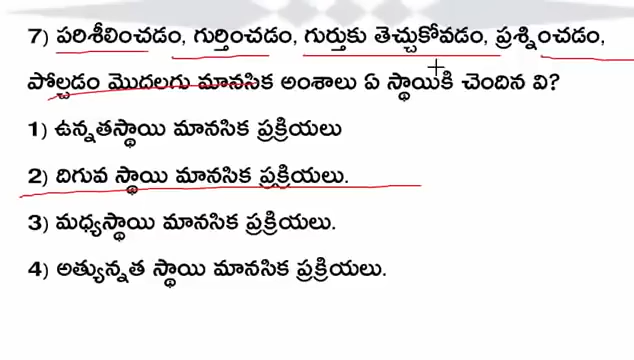 7) పరిశీలించడం, గుర్తించడం, గుర్తుకు తెచ్చుకోవడం, ప్రశ్నించడం,
పోల్చడం మొదలగు మానసిక అంశాలు ఏ స్థాయికి చెందిన వి?
1) ఉన్నతస్థాయి మానసిక ప్రక్రియలు
2) దిగువ స్థాయి మానసిక ప్రక్రియలు.
3) మధ్యస్థాయి మానసిక ప్రక్రియలు.
4) అత్యున్నత స్థాయి మానసిక ప్రక్రియలు.